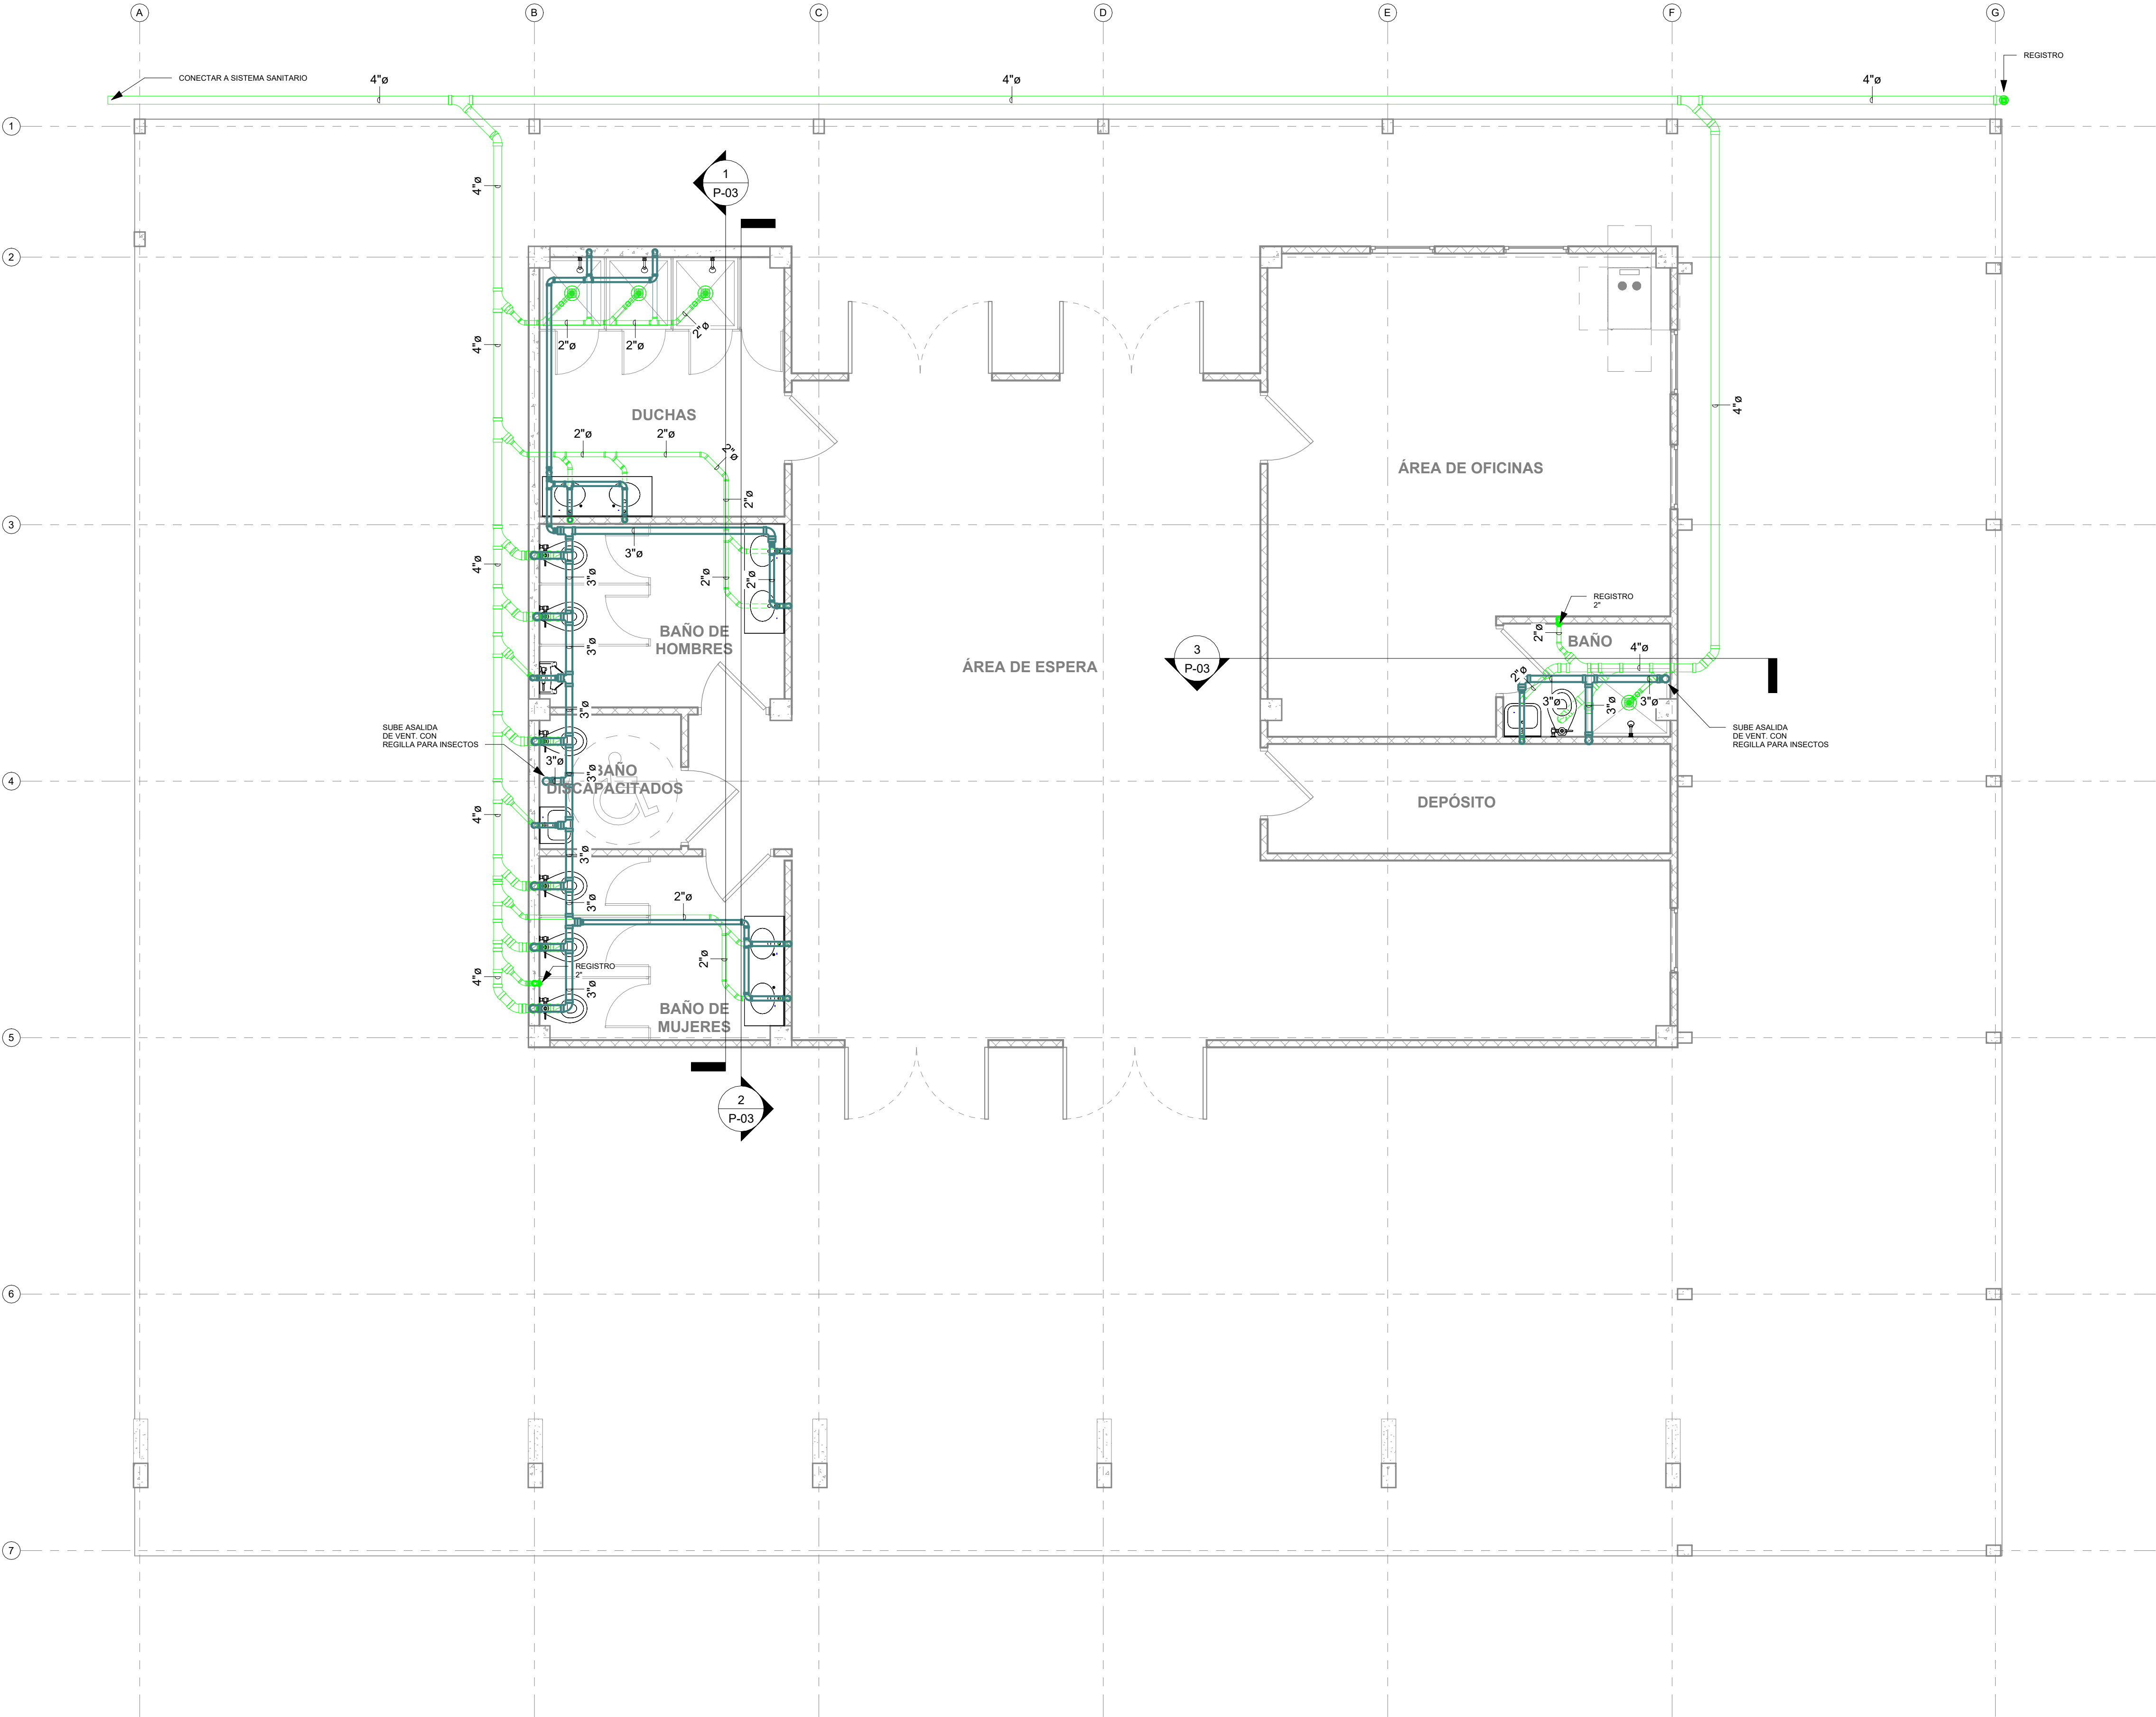 A
B
C
D
E
F
G
REGISTRO
CONECTAR A SISTEMA SANITARIO
4"ø
4"ø
4"ø
1
1
P-03
4"ø
2
2"ø
2"ø
2"ø
4"ø
4"ø
DUCHAS
2"ø
2"ø
2"ø
ÁREA DE OFICINAS
2"ø
3
3"ø
4"ø
3"ø
2"ø
2"ø
REGISTRO
2"
2"ø
BAÑO DE
HOMBRES
BAÑO
3"ø
4"ø
3
P-03
ÁREA DE ESPERA
2"ø
3"ø
3"ø
3"ø
3"ø
SUBE ASALIDA
DE VENT. CON
REGILLA PARA INSECTOS
SUBE ASALIDA
DE VENT. CON
REGILLA PARA INSECTOS
3"ø
3"ø
BAÑO
DISCAPACITADOS
4
DEPÓSITO
4"ø
3"ø
3"ø
2"ø
2"ø
REGISTRO
2"
4"ø
3"ø
BAÑO DE
MUJERES
5
2
P-03
6
7